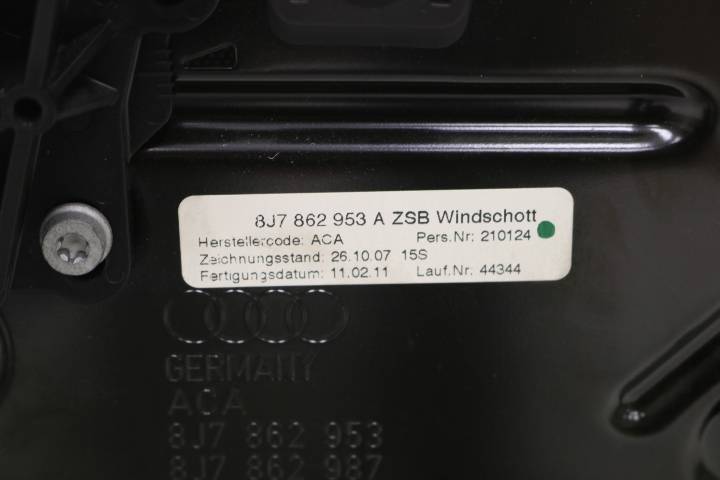 8J7 862 953 A ZSB Windschott
Herstellercode: ACA Pers.Nr: 210124
Zeichnungsstand: 26.10.07 15S
Fertigungsdatum: 11.02.11 Lauf.Nr. 44344
GERMANY
ACA
8J7 862 953
8J7 862 987